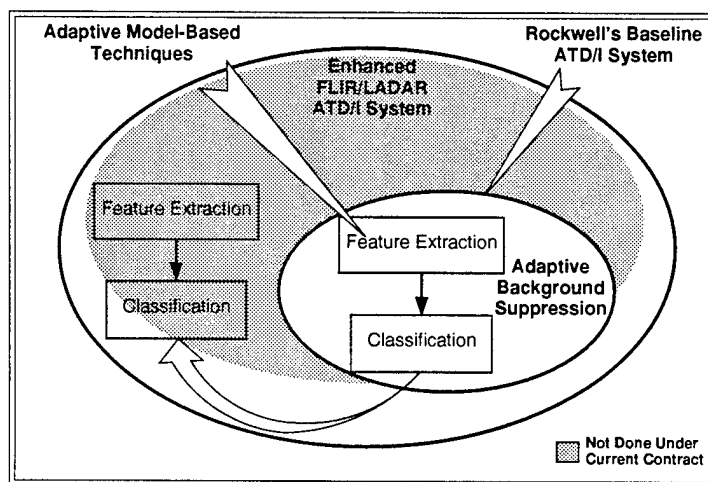 Adaptive Model-Based
Techniques
Rockwell's Baseline
ATD/I System
Enhanced
FLIR/LADAR
ATD/I System
Feature Extraction
Classification
Feature Extraction
Classification
Adaptive
Background
Suppression
Not Done Under
Current Contract